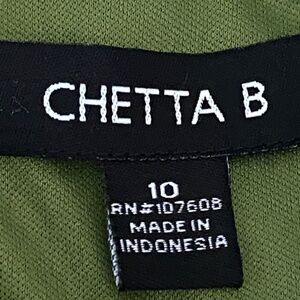 CHETTA B
10
RN#107608
MADE IN
INDONESIA